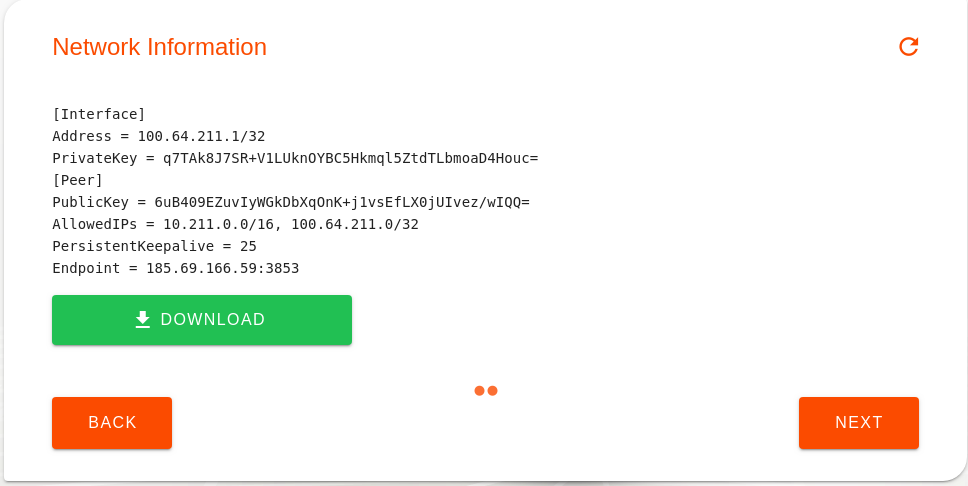 Network Information
[Interface]
Address = 100.64.211.1/32
PrivateKey = q7TAk8J7SR+V1LUknOYBC5Hkmql5ZtdTLbmoaD4Houc=
[Peer]
PublicKey = 6uB409EZuvIyWGkDbXqOnK+j1vsEfLX0jUIvez/wIQQ=
AllowedIPs = 10.211.0.0/16, 100.64.211.0/32
PersistentKeepalive = 25
Endpoint = 185.69.166.59:3853
DOWNLOAD
BACK
NEXT